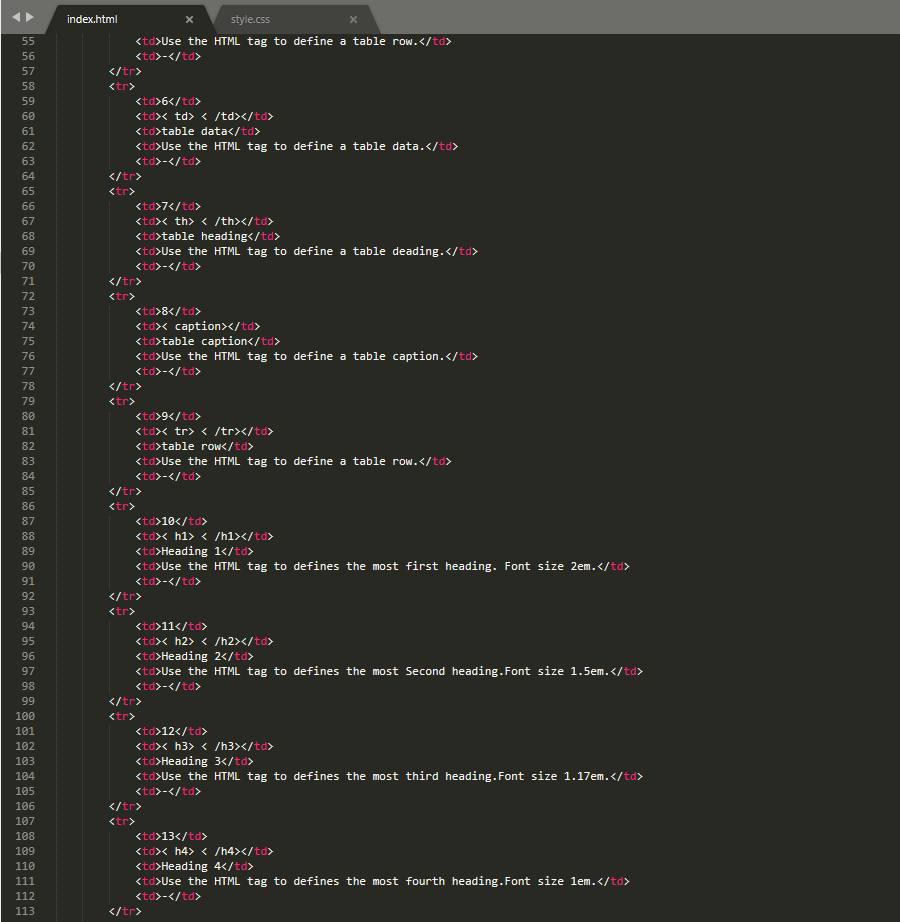 index.html × style.css ×
55 <td>Use the HTML tag to define a table row.</td>
56 <td>-</td>
57 </tr>
58 <tr>
59 <td>6</td>
60 <td>< td> < /td></td>
61 <td>table data</td>
62 <td>Use the HTML tag to define a table data.</td>
63 <td>-</td>
64 </tr>
65 <tr>
66 <td>7</td>
67 <td>< th> < /th></td>
68 <td>table heading</td>
69 <td>Use the HTML tag to define a table deading.</td>
70 <td>-</td>
71 </tr>
72 <tr>
73 <td>8</td>
74 <td>< caption></td>
75 <td>table caption</td>
76 <td>Use the HTML tag to define a table caption.</td>
77 <td>-</td>
78 </tr>
79 <tr>
80 <td>9</td>
81 <td>< tr> < /tr></td>
82 <td>table row</td>
83 <td>Use the HTML tag to define a table row.</td>
84 <td>-</td>
85 </tr>
86 <tr>
87 <td>10</td>
88 <td>< h1> < /h1></td>
89 <td>Heading 1</td>
90 <td>Use the HTML tag to defines the most first heading. Font size 2em.</td>
91 <td>-</td>
92 </tr>
93 <tr>
94 <td>11</td>
95 <td>< h2> < /h2></td>
96 <td>Heading 2</td>
97 <td>Use the HTML tag to defines the most Second heading.Font size 1.5em.</td>
98 <td>-</td>
99 </tr>
100 <tr>
101 <td>12</td>
102 <td>< h3> < /h3></td>
103 <td>Heading 3</td>
104 <td>Use the HTML tag to defines the most third heading.Font size 1.17em.</td>
105 <td>-</td>
106 </tr>
107 <tr>
108 <td>13</td>
109 <td>< h4> < /h4></td>
110 <td>Heading 4</td>
111 <td>Use the HTML tag to defines the most fourth heading.Font size 1em.</td>
112 <td>-</td>
113 </tr>